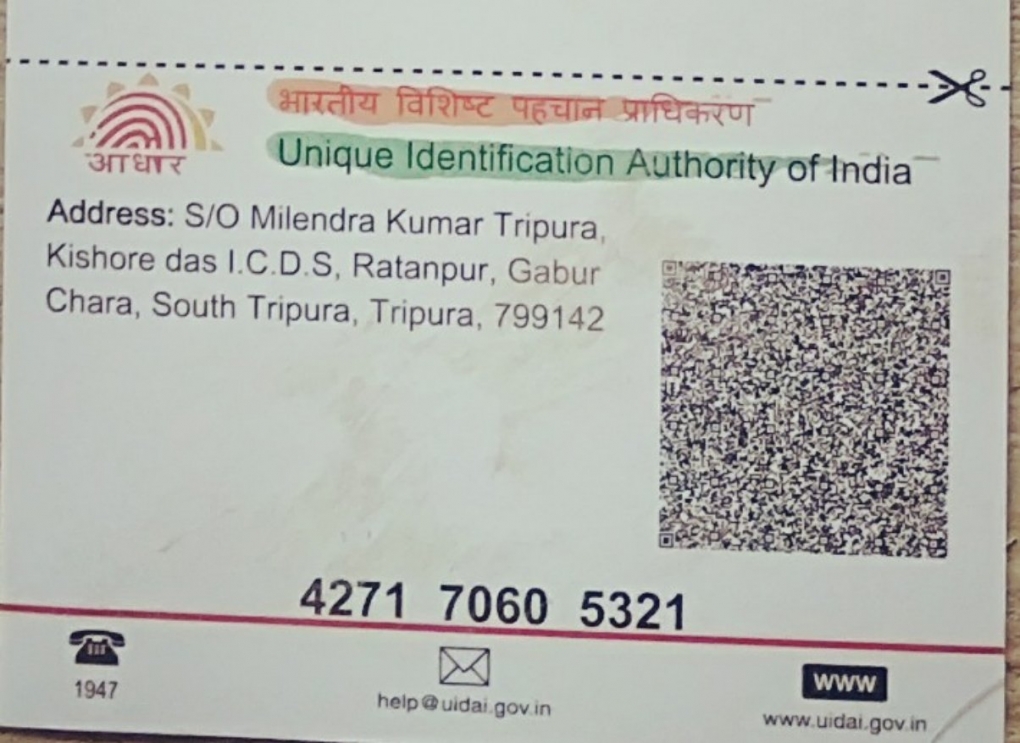 भारतीय विशिष्ट पहचान प्राधिकरण
आधार
Unique Identification Authority of India
Address: S/O Milendra Kumar Tripura,
Kishore das I.C.D.S, Ratanpur, Gabur
Chara, South Tripura, Tripura, 799142
4271 7060 5321
1947
help@uidai.gov.in
www
www.uidai.gov.in